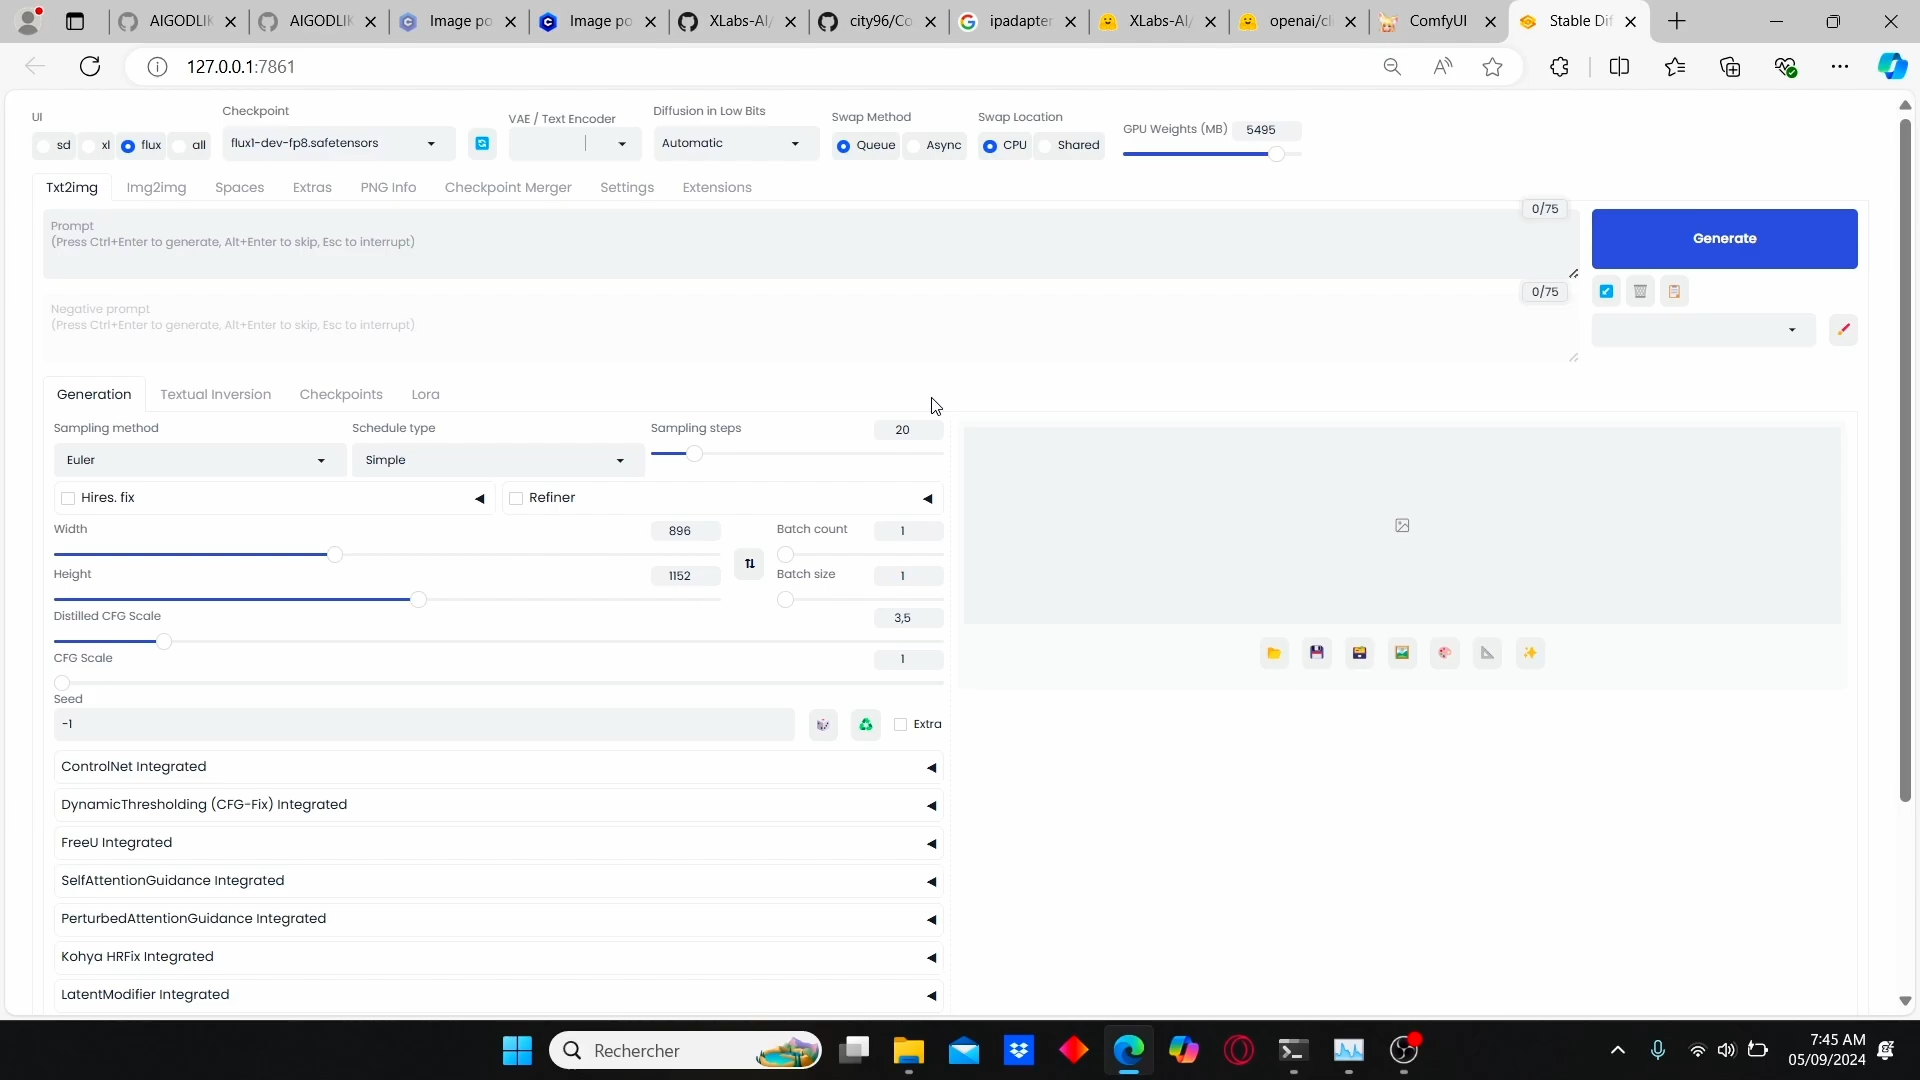 AIGODLIK
AIGODLIK
Image po
Image po
XLabs-AI/
city96/Co
ipadapter
XLabs-AI/
openai/cli
ComfyUI
Stable Dif
127.0.0.1:7861
UI
Checkpoint
VAE / Text Encoder
Diffusion in Low Bits
Swap Method
Swap Location
GPU Weights (MB)
5495
sd
xl
flux
all
flux1-dev-fp8.safetensors
Automatic
Queue
Async
CPU
Shared
Txt2img
Img2img
Spaces
Extras
PNG Info
Checkpoint Merger
Settings
Extensions
0/75
Prompt
(Press Ctrl+Enter to generate, Alt+Enter to skip, Esc to interrupt)
Generate
0/75
Negative prompt
(Press Ctrl+Enter to generate, Alt+Enter to skip, Esc to interrupt)
Generation
Textual Inversion
Checkpoints
Lora
Sampling method
Schedule type
Sampling steps
20
Euler
Simple
Hires. fix
Refiner
Width
896
Batch count
1
Height
1152
Batch size
1
Distilled CFG Scale
3,5
CFG Scale
1
Seed
-1
Extra
ControlNet Integrated
DynamicThresholding (CFG-Fix) Integrated
FreeU Integrated
SelfAttentionGuidance Integrated
PerturbedAttentionGuidance Integrated
Kohya HRFix Integrated
LatentModifier Integrated
Rechercher
7:45 AM
05/09/2024